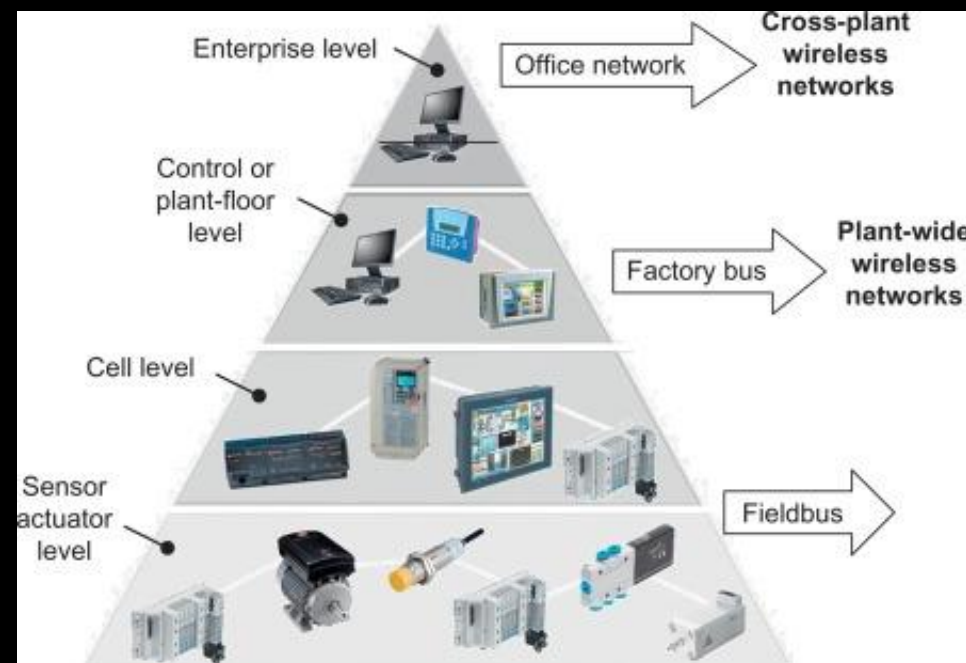 Enterprise level
Office network
Cross-plant
wireless
networks
Control or
plant-floor
level
Factory bus
Plant-wide
wireless
networks
Cell level
Sensor
actuator
level
Fieldbus